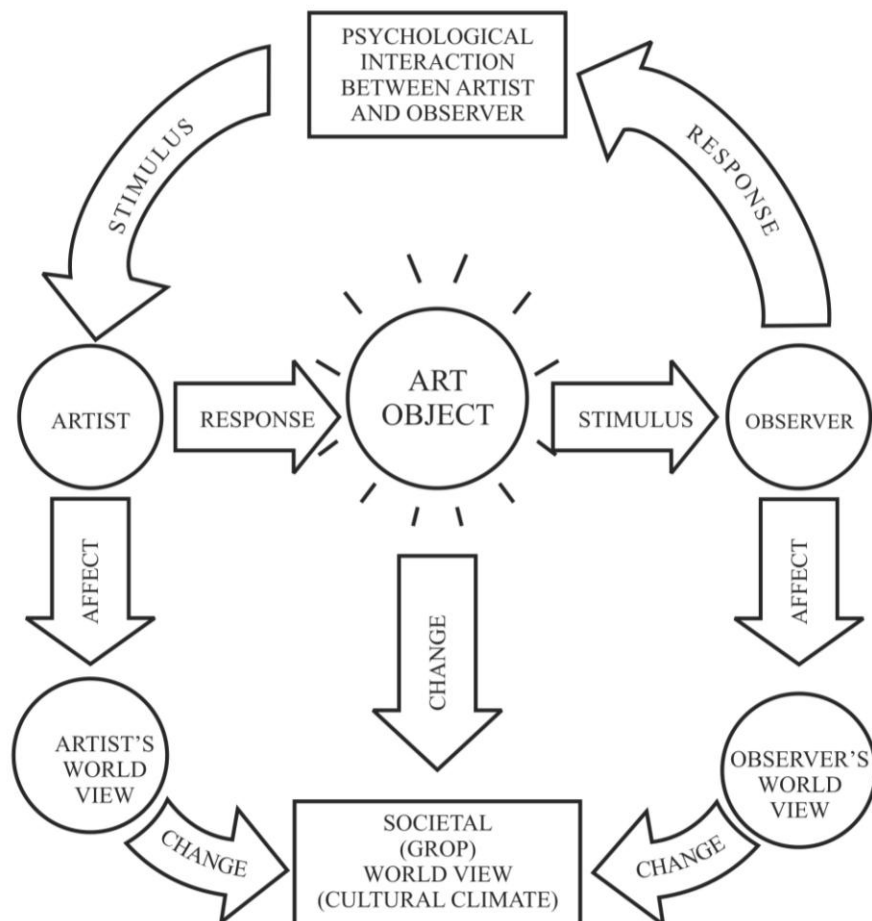 PSYCHOLOGICAL
INTERACTION
BETWEEN ARTIST
AND OBSERVER
STIMULUS
RESPONSE
ARTIST
RESPONSE
ART
OBJECT
STIMULUS
OBSERVER
AFFECT
CHANGE
AFFECT
ARTIST’S
WORLD
VIEW
OBSERVER’S
WORLD
VIEW
CHANGE
SOCIETAL
(GROP)
WORLD VIEW
(CULTURAL CLIMATE)
CHANGE